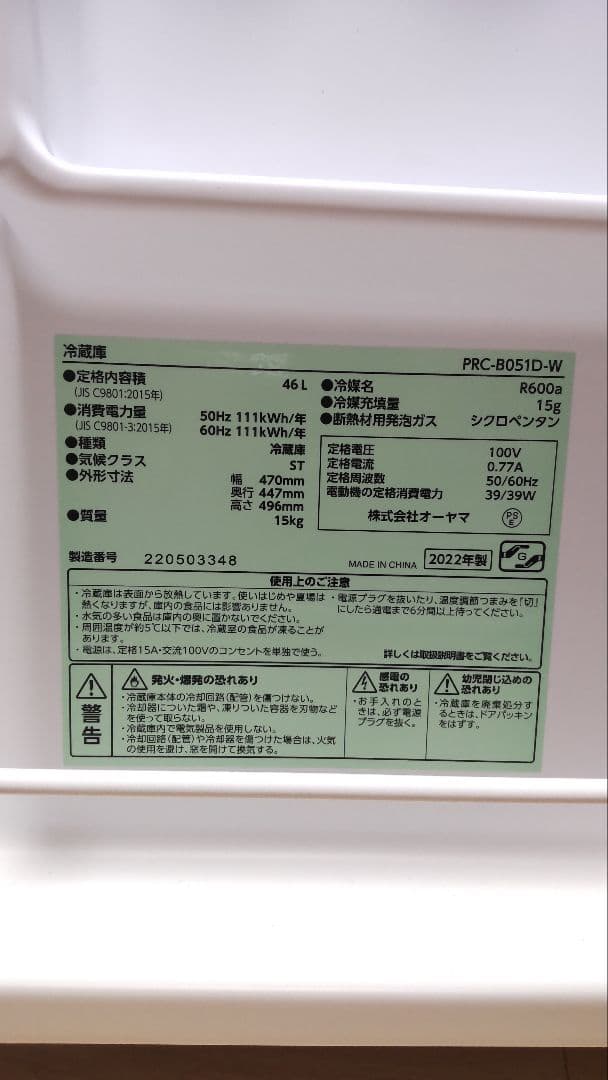 冷蔵庫
PRC-B051D-W
●定格内容積
(JIS C9801:2015年)
46L
●消費電力量
(JIS C9801-3:2015年)
50Hz 111kWh/年
60Hz 111kWh/年
●種類
冷蔵庫
●気候クラス
ST
●外形寸法
幅 470mm
奥行 447mm
高さ 496mm
●質量
15kg
●冷媒名
R600a
●冷媒充填量
15g
●断熱材用発泡ガス
シクロペンタン
定格電圧 100V
定格電流 0.77A
定格周波数 50/60Hz
電動機の定格消費電力 39/39W
株式会社オーヤマ
PS
E
製造番号 220503348
MADE IN CHINA
2022年製
G
使用上のご注意
・冷蔵庫は表面から放熱しています。使いはじめや夏場は
熱くなりますが、庫内の食品には影響ありません。
・水気の多い食品は庫内の奥に置かないでください。
・周囲温度が約5℃以下では、冷蔵室の食品が凍ることが
あります。
・電源は、定格15A・交流100Vのコンセントを単独で使う。
・電源プラグを抜いたり、温度調節つまみを「切」
にしたら通電まで6分間以上待ってください。
詳しくは取扱説明書をご覧ください。
警告
発火・爆発の恐れあり
・冷蔵庫本体の冷却回路(配管)を傷つけない。
・冷却器についた霜や、凍りついた容器を刃物など
を使って取らない。
・冷蔵庫内で電気製品を使用しない。
・冷却回路(配管)や冷却器を傷つけた場合は、火気
の使用を避け、窓を開けて換気する。
感電の
恐れあり
・お手入れのと
きは、必ず電源
プラグを抜く。
幼児閉じ込めの
恐れあり
・冷蔵庫を廃棄処分す
るときは、ドアパッキン
をはずす。